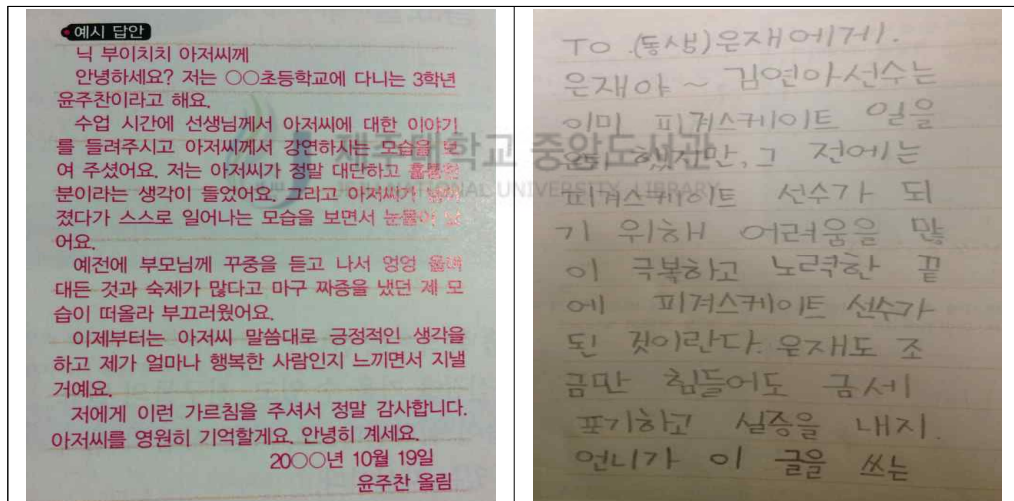 예시 답안
닉 부이치치 아저씨께
안녕하세요? 저는 ○○초등학교에 다니는 3학년
윤주찬이라고 해요.
수업 시간에 선생님께서 아저씨에 대한 이야기
를 들려주시고 아저씨께서 강연하시는 모습을 보
여 주셨어요. 저는 아저씨가 정말 대단하고 훌륭한
분이라는 생각이 들었어요. 그리고 아저씨가
졌다가 스스로 일어나는 모습을 보면서 눈물이 났
어요.
예전에 부모님께 꾸중을 듣고 나서 엉엉 울며
대든 것과 숙제가 많다고 마구 짜증을 냈던 제 모
습이 떠올라 부끄러웠어요.
이제부터는 아저씨 말씀대로 긍정적인 생각을
하고 제가 얼마나 행복한 사람인지 느끼면서 지낼
거예요.
저에게 이런 가르침을 주셔서 정말 감사합니다.
아저씨를 영원히 기억할게요. 안녕히 계세요.
20○○년 10월 19일
윤주찬 올림
TO.(동생)은재에게.
은재야~ 김연아선수는
이미 피겨스케이트 일을
했지만, 그 전에는
피겨스케이트 선수가 되
기 위해 어려움을 많
이 극복하고 노력한 끝
에 피겨스케이트 선수가
된 것이란다. 은재도 조
금만 힘들어도 금세
포기하고 실증을 내지.
언니가 이 글을 쓰는
제주대학교 중앙도서관
NATIONAL UNIVERSITY LIBRARY